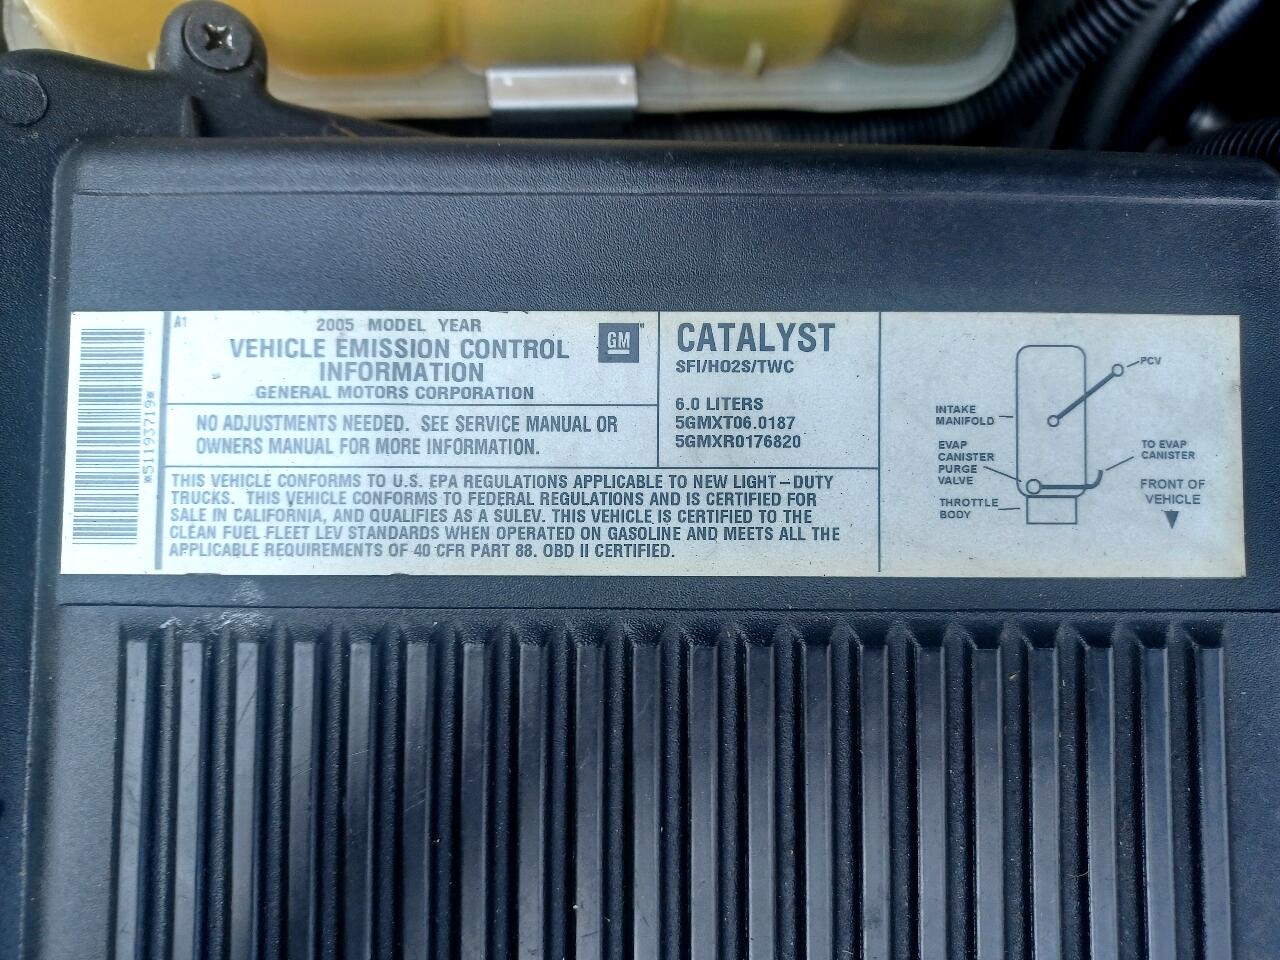 A1
2005 MODEL YEAR
VEHICLE EMISSION CONTROL
INFORMATION
GENERAL MOTORS CORPORATION
GM
NO ADJUSTMENTS NEEDED. SEE SERVICE MANUAL OR
OWNERS MANUAL FOR MORE INFORMATION.
CATALYST
SFI/HO2S/TWC
6.0 LITERS
5GMXT06.0187
5GMXR0176820
THIS VEHICLE CONFORMS TO U.S. EPA REGULATIONS APPLICABLE TO NEW LIGHT-DUTY
TRUCKS. THIS VEHICLE CONFORMS TO FEDERAL REGULATIONS AND IS CERTIFIED FOR
SALE IN CALIFORNIA, AND QUALIFIES AS A SULEV. THIS VEHICLE IS CERTIFIED TO THE
CLEAN FUEL FLEET LEV STANDARDS WHEN OPERATED ON GASOLINE AND MEETS ALL THE
APPLICABLE REQUIREMENTS OF 40 CFR PART 88. OBD II CERTIFIED.
*51193719*
PCV
INTAKE
MANIFOLD
EVAP
CANISTER
PURGE
VALVE
THROTTLE
BODY
TO EVAP
CANISTER
FRONT OF
VEHICLE